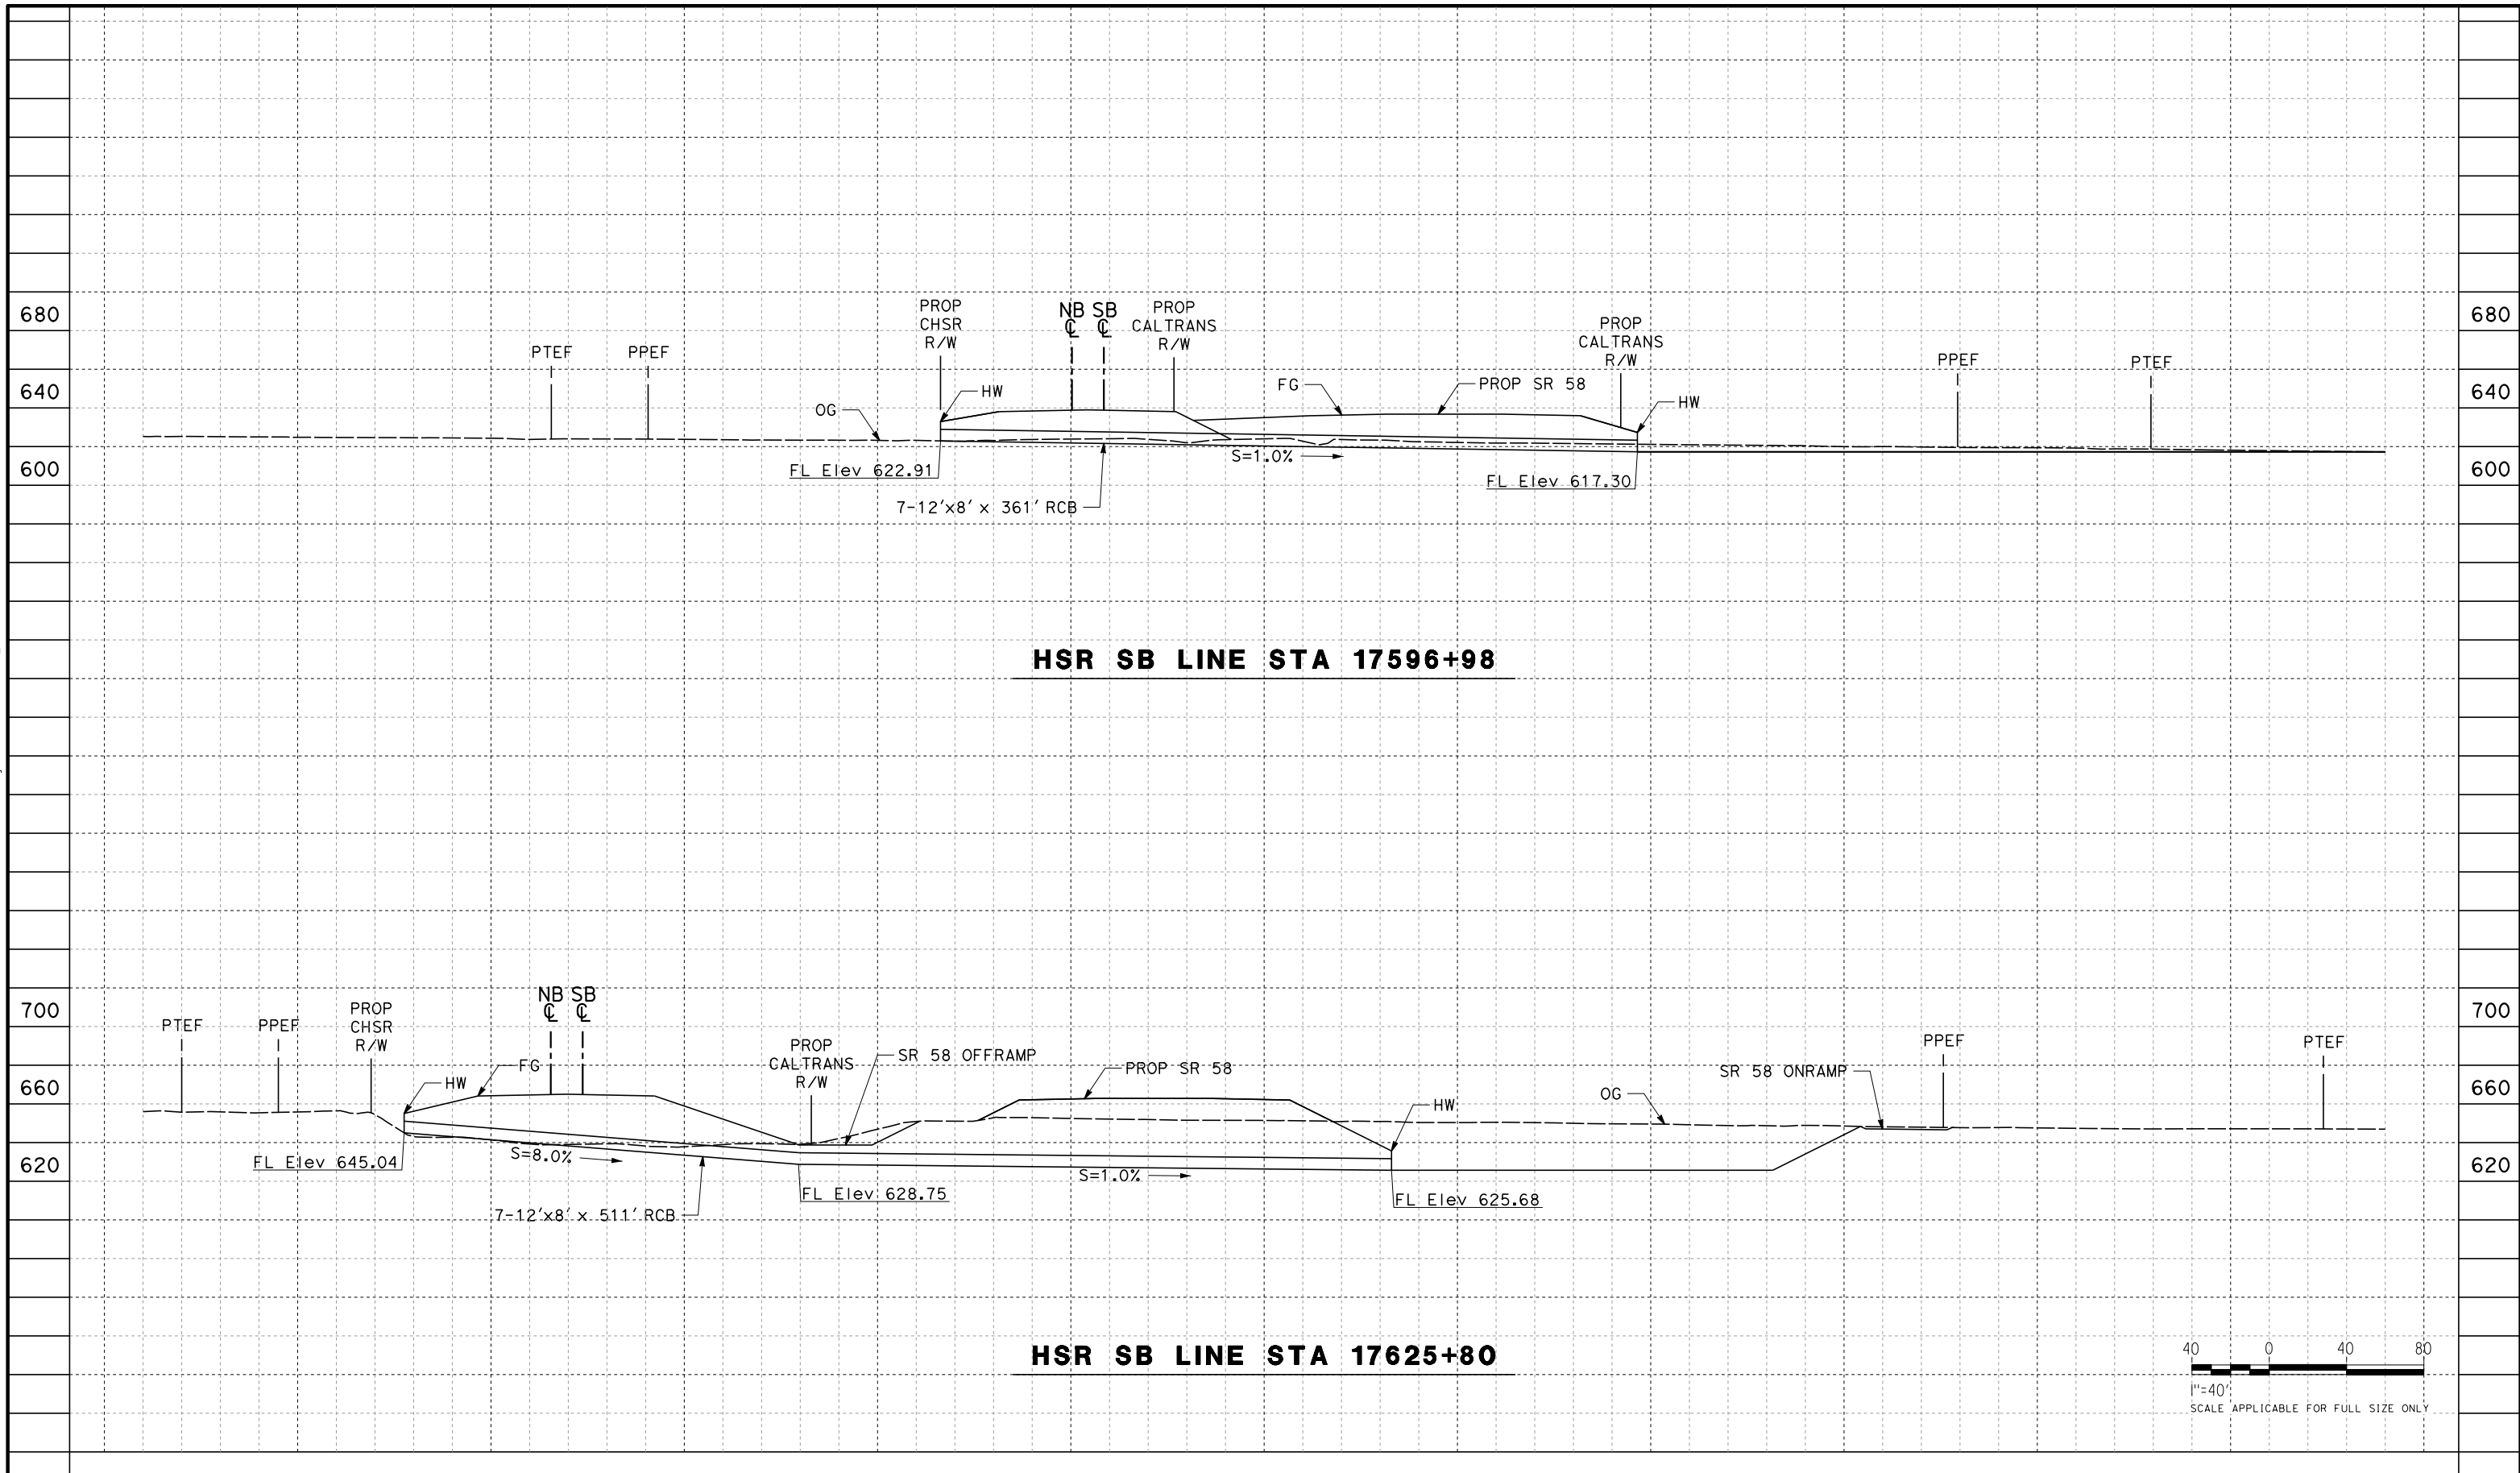 680
PROP
CHSR
R/W
NB SB
℄ ℄
PROP
CALTRANS
R/W
PROP
CALTRANS
R/W
680
PTEF
PPEF
PPEF
PTEF
640
OG
HW
FG
PROP SR 58
HW
640
600
FL Elev 622.91
S=1.0%
FL Elev 617.30
600
7-12'x8' x 361' RCB
HSR SB LINE STA 17596+98
700
PTEF
PPEF
PROP
CHSR
R/W
NB SB
℄ ℄
700
PROP
CALTRANS
R/W
SR 58 OFFRAMP
PROP SR 58
PPEF
PTEF
660
HW
FG
HW
OG
SR 58 ONRAMP
660
620
FL Elev 645.04
S=8.0%
FL Elev 628.75
S=1.0%
FL Elev 625.68
620
7-12'x8' x 511' RCB
HSR SB LINE STA 17625+80
40 0 40 80
1"=40'
SCALE APPLICABLE FOR FULL SIZE ONLY